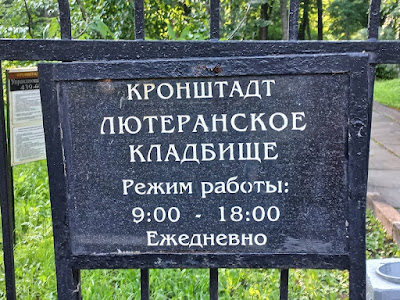 КРОНШТАДТ
ЛЮТЕРАНСКОЕ
КЛАДБИЩЕ
Режим работы:
9:00 - 18:00
Ежедневно